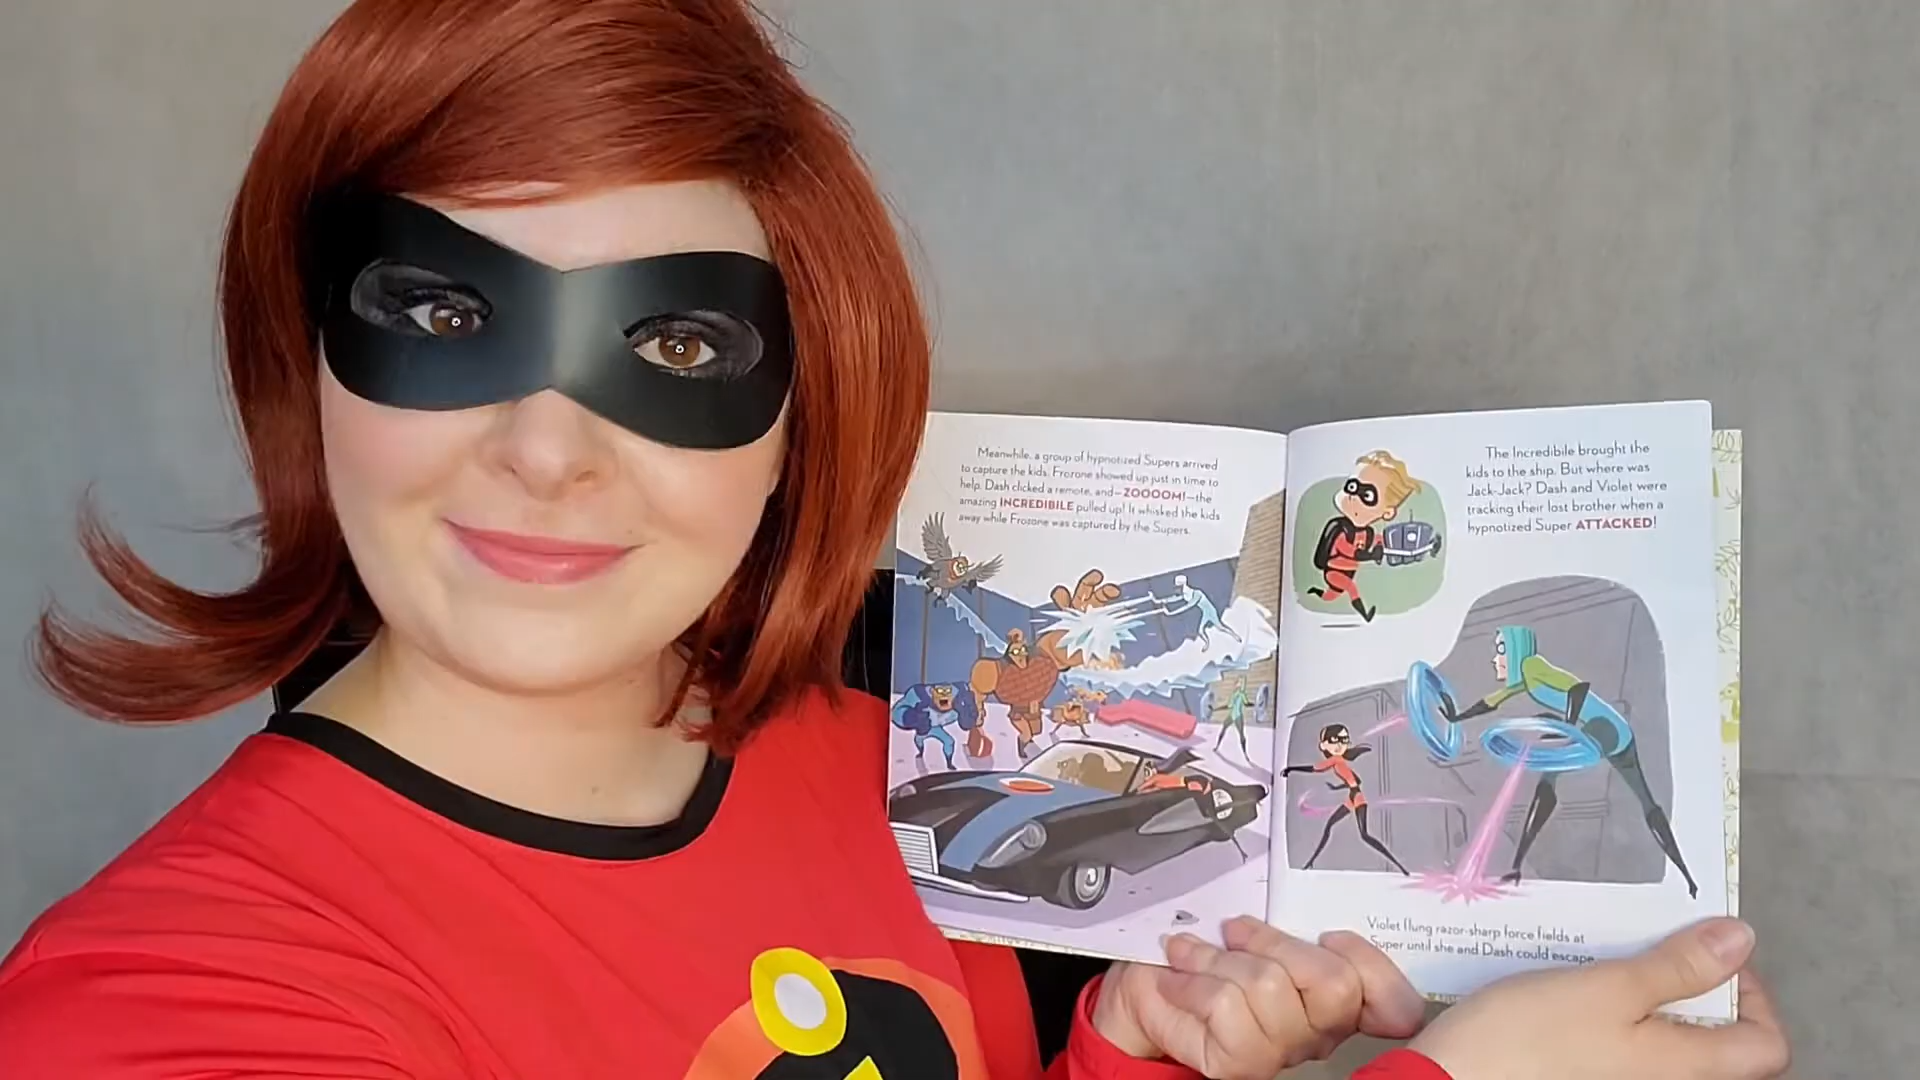 Meanwhile, a group of hypnotized Supers arrived
to capture the kids. Frozone showed up just in time to
help. Dash clicked a remote, and—ZOOOOM!—the
amazing INCREDIBILE pulled up! It whisked the kids
away while Frozone was captured by the Supers.
The Incredibile brought the
kids to the ship. But where was
Jack-Jack? Dash and Violet were
tracking their lost brother when a
hypnotized Super ATTACKED!
Violet flung razor-sharp force fields at
Super until she and Dash could escape.